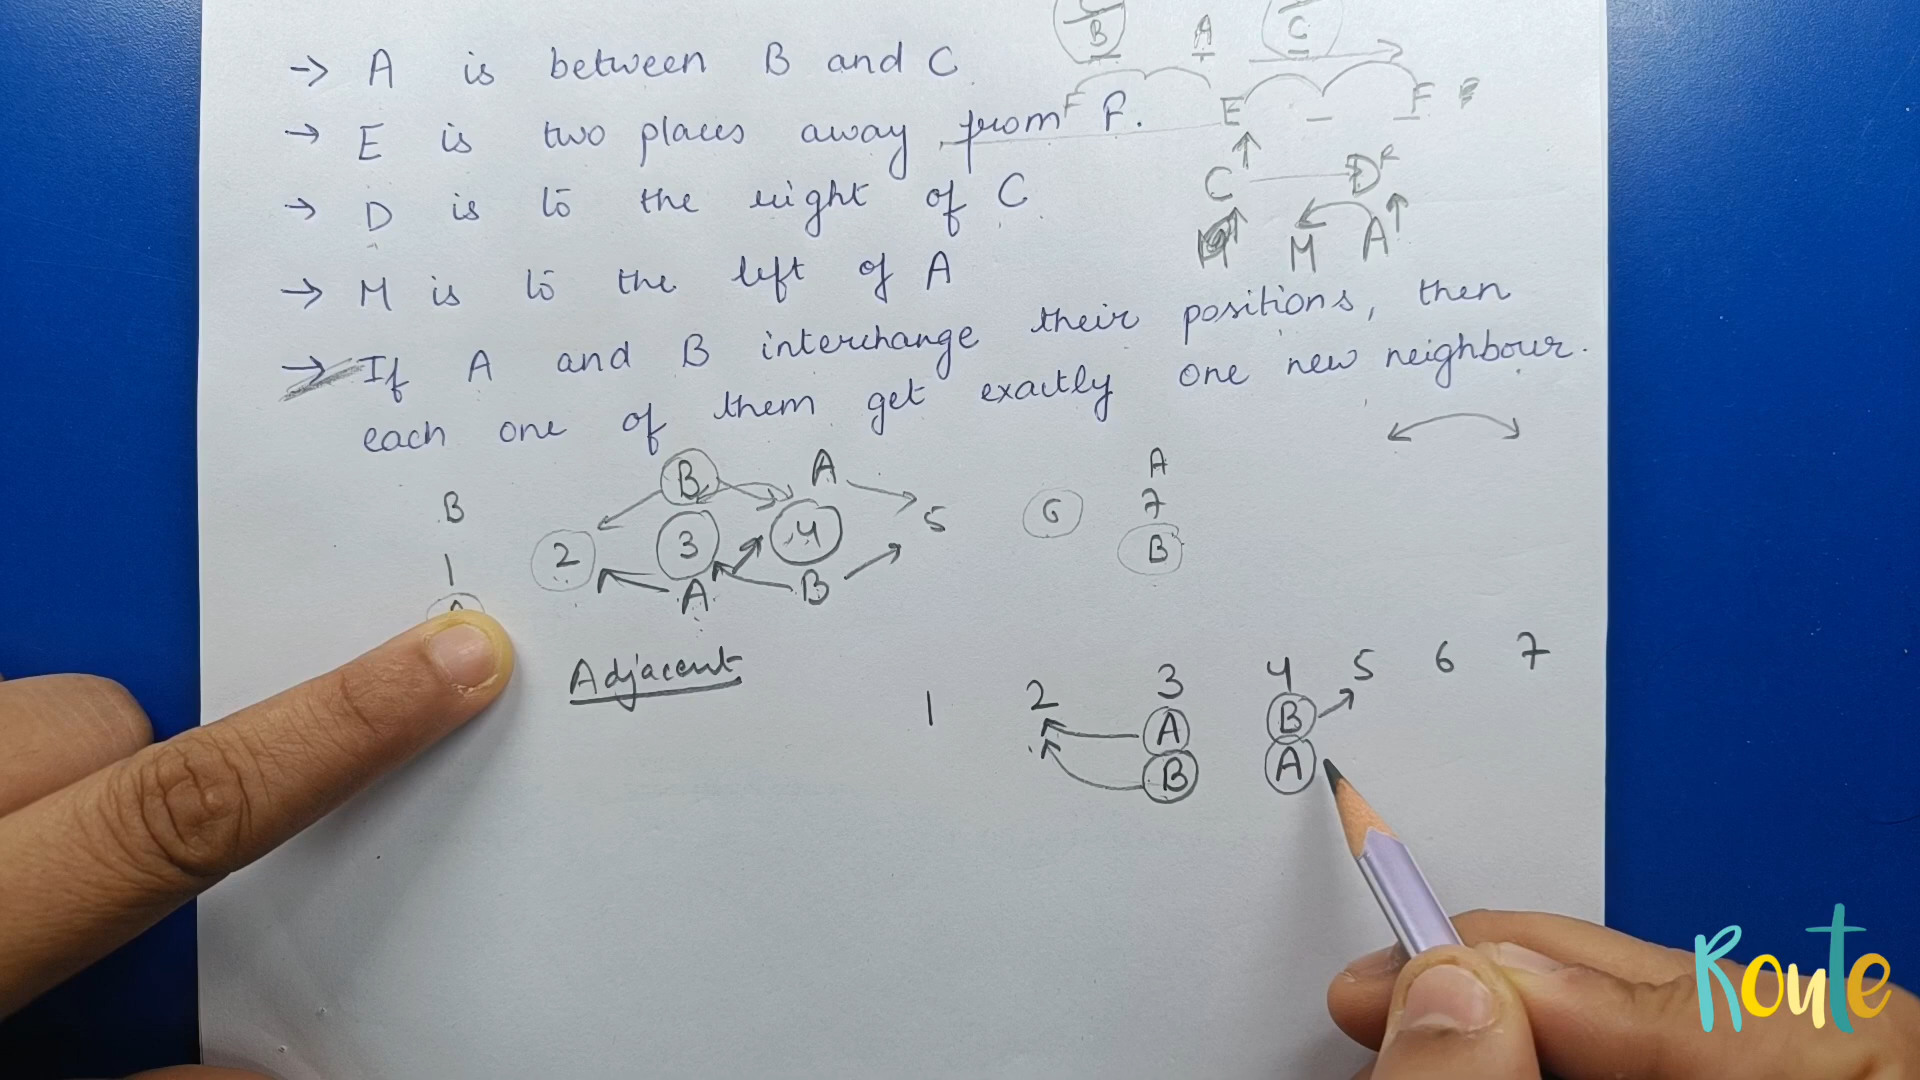 C
B A C
→ A is between B and C
→ E is two places away from F.
F E _ _ F
→ D is to the right of C
C → D R
→ M is to the left of A
M M A
→ If A and B interchange their positions, then
each one of them get exactly one new neighbour.
B B A A
1 2 3 4 5 6 7
A A B B
Adjacent
1 2 3 4 5 6 7
A B
B A
Route